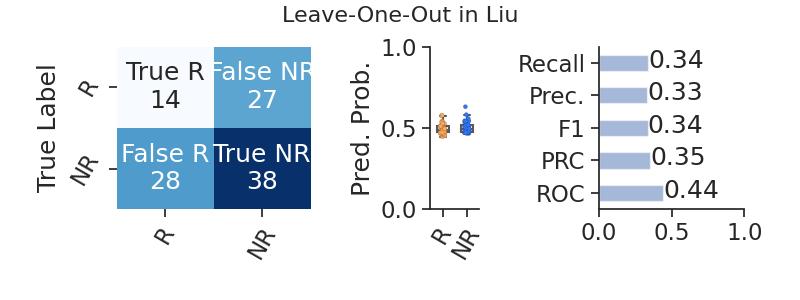 Leave-One-Out in Liu
True Label
R
NR
True R
14
False NR
27
False R
28
True NR
38
R
NR
Pred. Prob.
1.0
0.5
0.0
R
NR
Recall
0.34
Prec.
0.33
F1
0.34
PRC
0.35
ROC
0.44
0.0
0.5
1.0